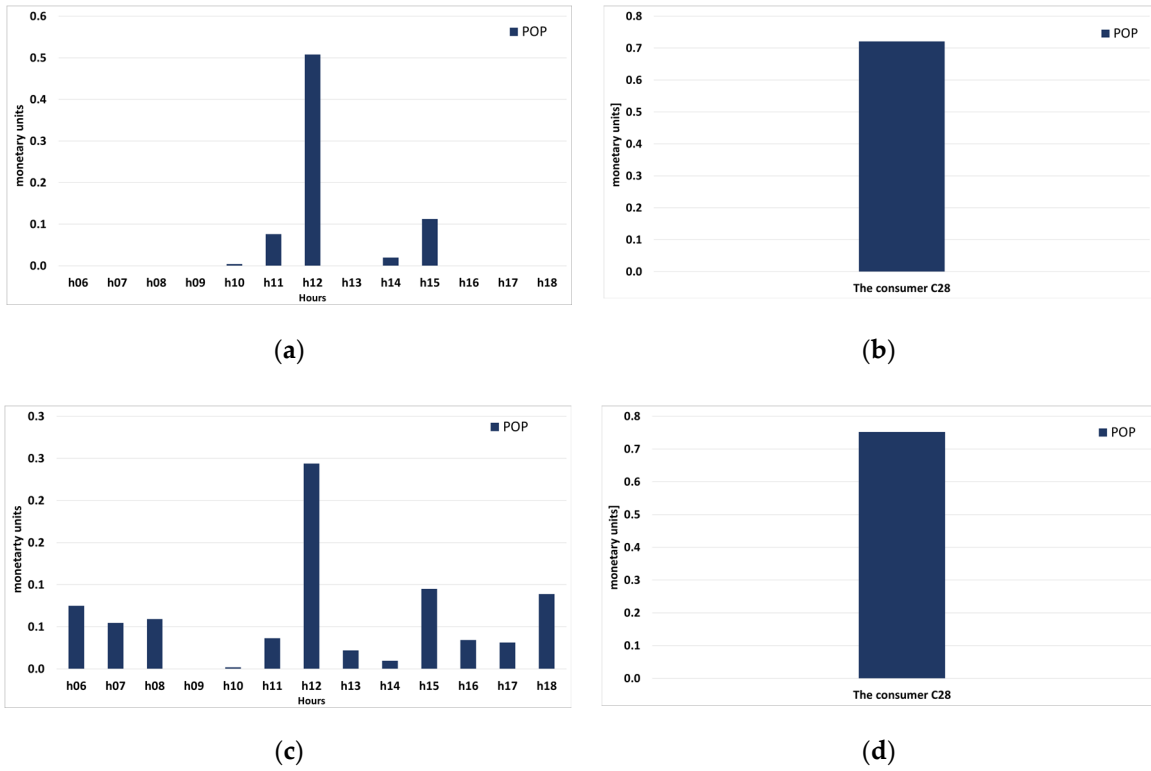 0.6
POP
0.5
0.4
0.3
0.2
0.1
0.0
monetary units
h06 h07 h08 h09 h10 h11 h12 h13 h14 h15 h16 h17 h18
Hours
(a)
0.8
POP
0.7
0.6
0.5
0.4
0.3
0.2
0.1
0.0
monetary units]
The consumer C28
(b)
0.3
POP
0.3
0.2
0.2
0.1
0.1
0.0
monetarty units
h06 h07 h08 h09 h10 h11 h12 h13 h14 h15 h16 h17 h18
Hours
(c)
0.8
POP
0.7
0.6
0.5
0.4
0.3
0.2
0.1
0.0
monetary units]
The consumer C28
(d)